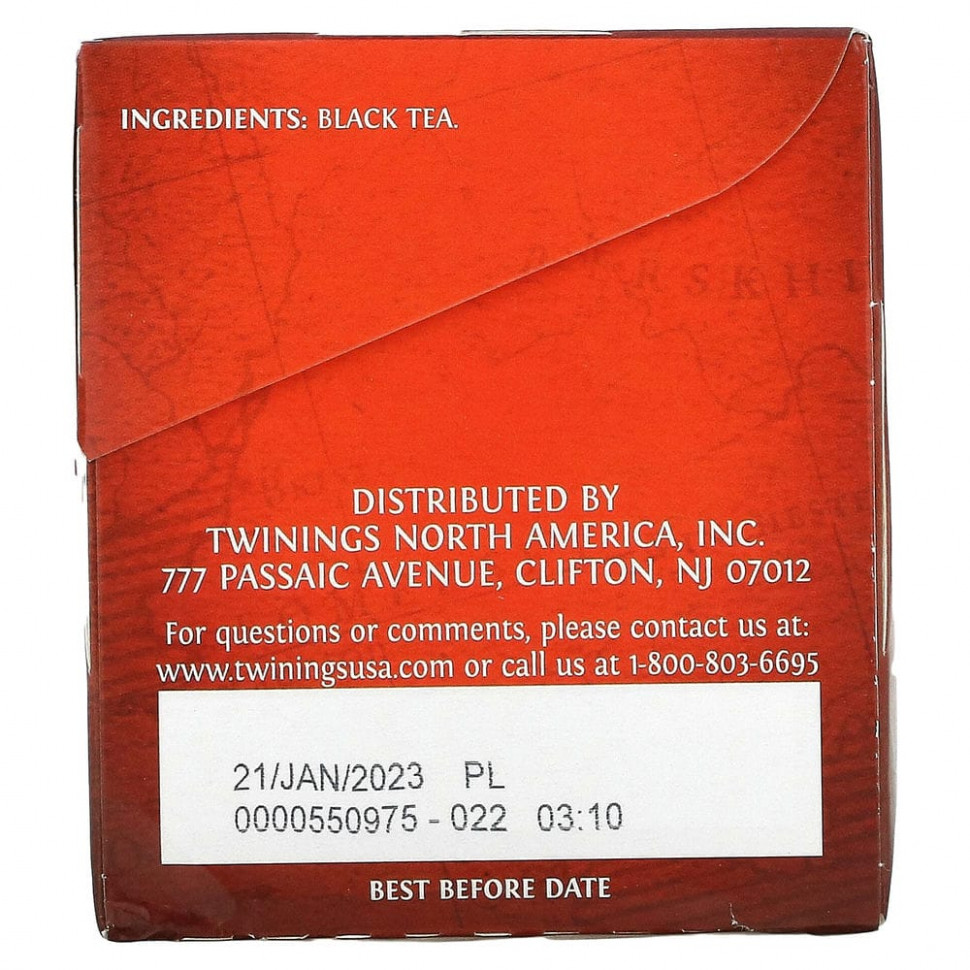 INGREDIENTS: BLACK TEA.
DISTRIBUTED BY
TWININGS NORTH AMERICA, INC.
777 PASSAIC AVENUE, CLIFTON, NJ 07012
For questions or comments, please contact us at:
www.twiningsusa.com or call us at 1-800-803-6695
21/JAN/2023 PL
0000550975 - 022 03:10
BEST BEFORE DATE